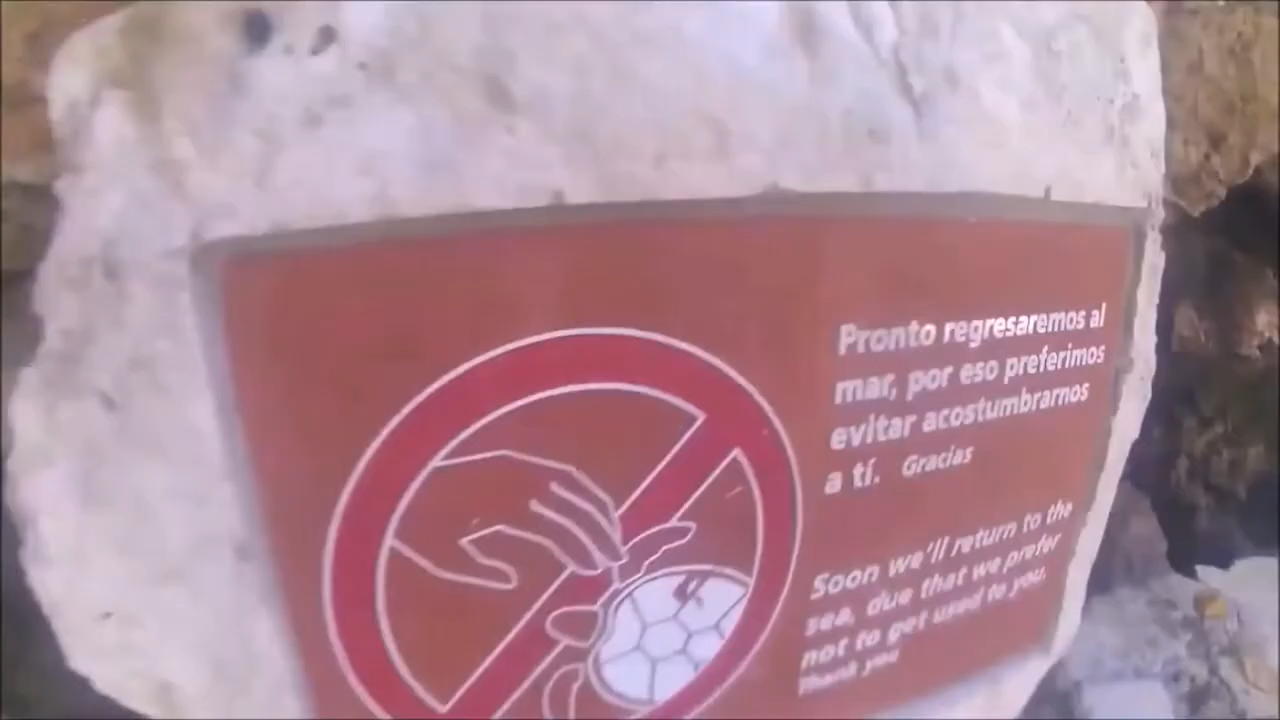 Pronto regresaremos al
mar, por eso preferimos
evitar acostumbrarnos
a tí. Gracias
Soon we'll return to the
sea, due that we prefer
not to get used to you.
Thank you